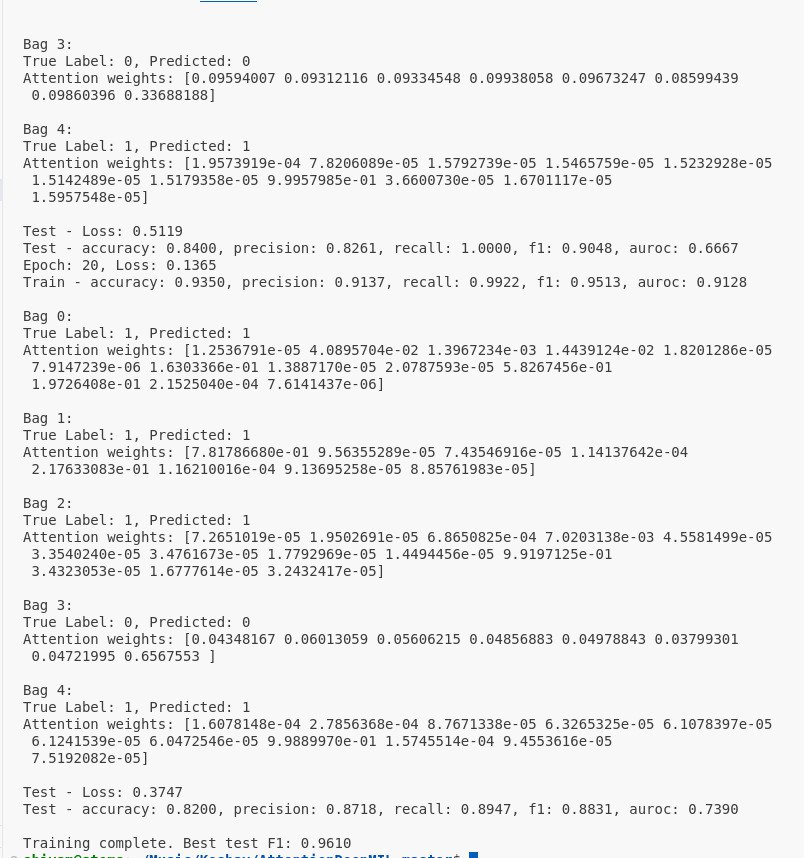 Bag 3:
True Label: 0, Predicted: 0
Attention weights: [0.09594007 0.09312116 0.09334548 0.09938058 0.09673247 0.08599439
0.09860396 0.33688188]
Bag 4:
True Label: 1, Predicted: 1
Attention weights: [1.9573919e-04 7.8206089e-05 1.5792739e-05 1.5465759e-05 1.5232928e-05
1.5142489e-05 1.5179358e-05 9.9957985e-01 3.6600730e-05 1.6701117e-05
1.5957548e-05]
Test - Loss: 0.5119
Test - accuracy: 0.8400, precision: 0.8261, recall: 1.0000, f1: 0.9048, auroc: 0.6667
Epoch: 20, Loss: 0.1365
Train - accuracy: 0.9350, precision: 0.9137, recall: 0.9922, f1: 0.9513, auroc: 0.9128
Bag 0:
True Label: 1, Predicted: 1
Attention weights: [1.2536791e-05 4.0895704e-02 1.3967234e-03 1.4439124e-02 1.8201286e-05
7.9147239e-06 1.6303366e-01 1.3887170e-05 2.0787593e-05 5.8267456e-01
1.9726408e-01 2.1525040e-04 7.6141437e-06]
Bag 1:
True Label: 1, Predicted: 1
Attention weights: [7.81786680e-01 9.56355289e-05 7.43546916e-05 1.14137642e-04
2.17633083e-01 1.16210016e-04 9.13695258e-05 8.85761983e-05]
Bag 2:
True Label: 1, Predicted: 1
Attention weights: [7.2651019e-05 1.9502691e-05 6.8650825e-04 7.0203138e-03 4.5581499e-05
3.3540240e-05 3.4761673e-05 1.7792969e-05 1.4494456e-05 9.9197125e-01
3.4323053e-05 1.6777614e-05 3.2432417e-05]
Bag 3:
True Label: 0, Predicted: 0
Attention weights: [0.04348167 0.06013059 0.05606215 0.04856883 0.04978843 0.03799301
0.04721995 0.6567553 ]
Bag 4:
True Label: 1, Predicted: 1
Attention weights: [1.6078148e-04 2.7856368e-04 8.7671338e-05 6.3265325e-05 6.1078397e-05
6.1241539e-05 6.0472546e-05 9.9889970e-01 1.5745514e-04 9.4553616e-05
7.5192082e-05]
Test - Loss: 0.3747
Test - accuracy: 0.8200, precision: 0.8718, recall: 0.8947, f1: 0.8831, auroc: 0.7390
Training complete. Best test F1: 0.9610